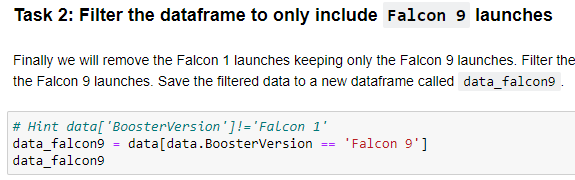 Task 2: Filter the dataframe to only include Falcon 9 launches
Finally we will remove the Falcon 1 launches keeping only the Falcon 9 launches. Filter the
the Falcon 9 launches. Save the filtered data to a new dataframe called data_falcon9 .
# Hint data['BoosterVersion']!='Falcon 1'
data_falcon9 = data[data.BoosterVersion == 'Falcon 9']
data_falcon9